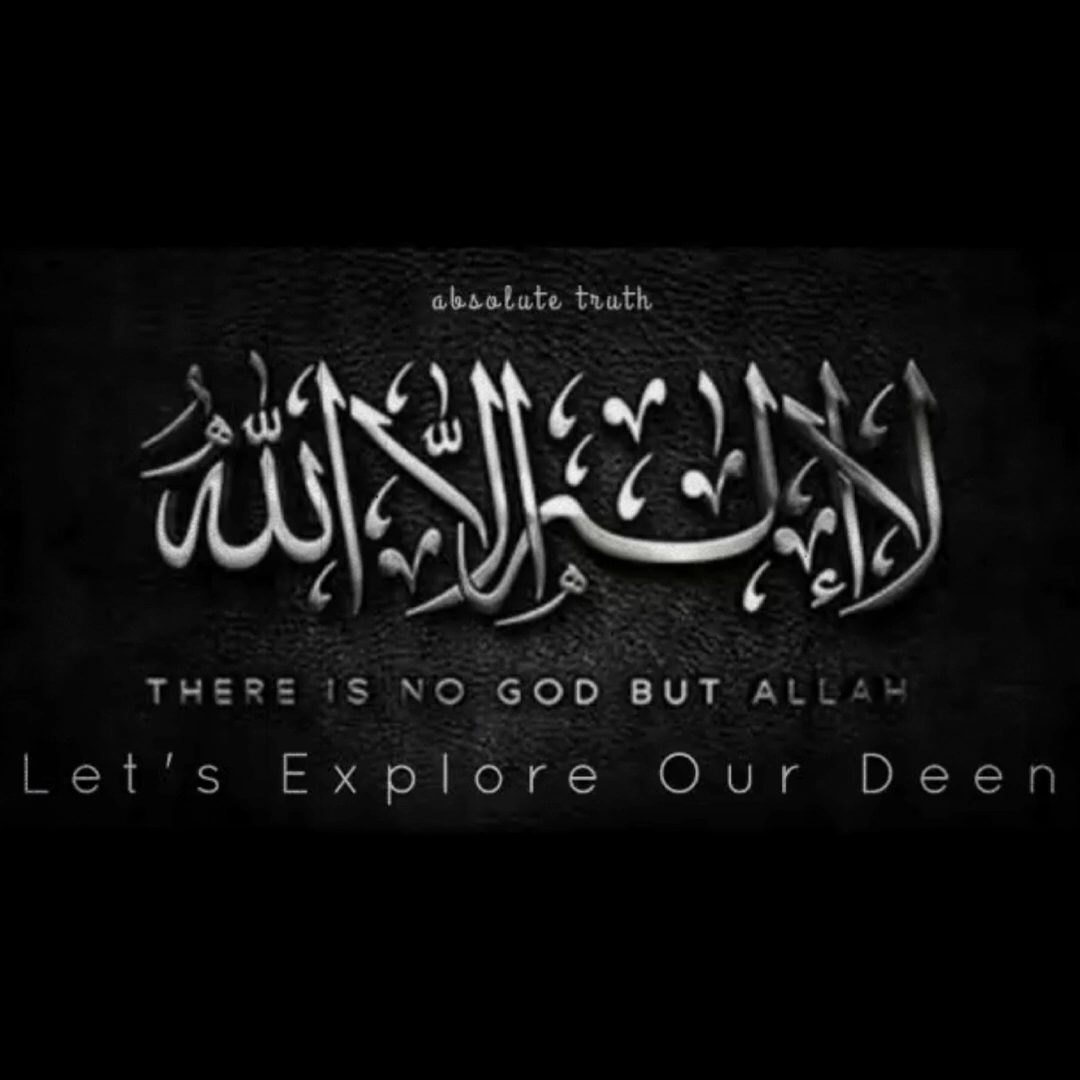 absolute truth
لا إله إلا الله
THERE IS NO GOD BUT ALLAH
Let's Explore Our Deen